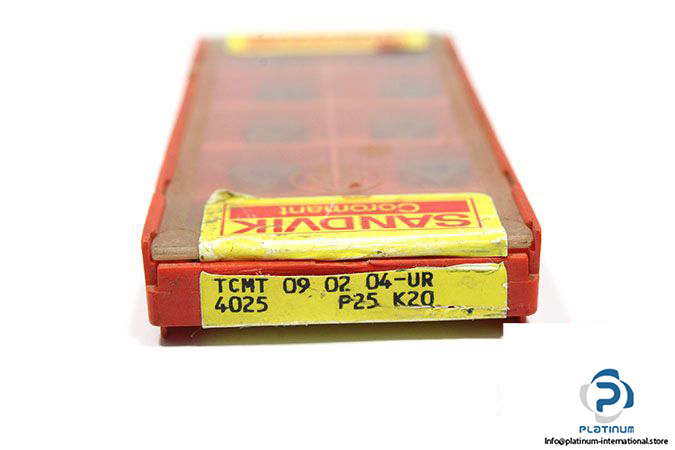 SANDVIK
Coromant
TCMT 09 02 04-UR
4025 P25 K20
PLATINUM
Info@platinum-international.store